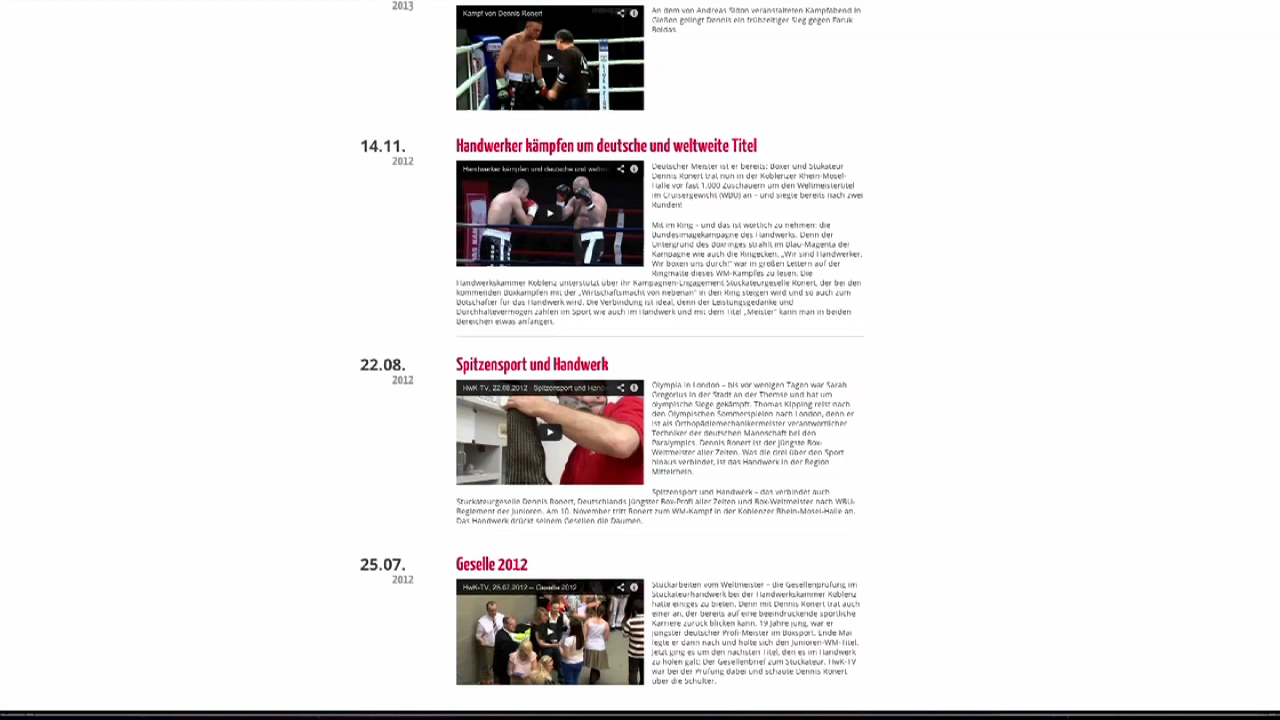 2013
Kampf von Dennis Ronert
An dem von Andreas Sidon veranstalteten Kampfabend in
Gießen gelingt Dennis ein frühzeitiger Sieg gegen Faruk
Boldas.
14.11.
2012
Handwerker kämpfen um deutsche und weltweite Titel
Handwerker kämpfen und deutsche und weltw
Deutscher Meister ist er bereits: Boxer und Stukateur
Dennis Ronert trat nun in der Koblenzer Rhein-Mosel-
Halle vor fast 1.000 Zuschauern um den Weltmeistertitel
im Cruisergewicht (WBU) an – und siegte bereits nach zwei
Runden!
Mit im Ring – und das ist wörtlich zu nehmen: die
Bundesimagekampagne des Handwerks. Denn der
Untergrund des Boxringes strahlt im Blau-Magenta der
Kampagne wie auch die Ringecken. „Wir sind Handwerker.
Wir boxen uns durch!“ war in großen Lettern auf der
Ringmatte dieses WM-Kampfes zu lesen. Die
Handwerkskammer Koblenz unterstützt über ihr Kampagnen-Engagement Stuckateurgeselle Ronert, der bei den
kommenden Boxkämpfen mit der „Wirtschaftsmacht von nebenan“ in den Ring steigen wird und so auch zum
Botschafter für das Handwerk wird. Die Verbindung ist ideal, denn der Leistungsgedanke und
Durchhaltevermögen zählen im Sport wie auch im Handwerk und mit dem Titel „Meister“ kann man in beiden
Bereichen etwas anfangen.
22.08.
2012
Spitzensport und Handwerk
HwK-TV, 22.08.2012 - Spitzensport und Hand
Olympia in London – bis vor wenigen Tagen war Sarah
Gregorius in der Stadt an der Themse und hat um
olympische Siege gekämpft. Thomas Kipping reist nach
den Olympischen Sommerspielen nach London, denn er
ist als Orthopädiemechanikermeister verantwortlicher
Techniker der deutschen Mannschaft bei den
Paralympics. Dennis Ronert ist der jüngste Box-
Weltmeister aller Zeiten. Was die drei über den Sport
hinaus verbindet, ist das Handwerk in der Region
Mittelrhein.
Spitzensport und Handwerk – das verbindet auch
Stuckateurgeselle Dennis Ronert, Deutschlands jüngster Box-Profi aller Zeiten und Box-Weltmeister nach WBU-
Reglement der Junioren. Am 10. November tritt Ronert zum WM-Kampf in der Koblenzer Rhein-Mosel-Halle an.
Das Handwerk drückt seinem Gesellen die Daumen.
25.07.
2012
Geselle 2012
HwK-TV, 25.07.2012 – Geselle 2012
Stuckarbeiten vom Weltmeister – die Gesellenprüfung im
Stuckateurhandwerk bei der Handwerkskammer Koblenz
hatte einiges zu bieten. Denn mit Dennis Ronert trat auch
einer an, der bereits auf eine beeindruckende sportliche
Karriere zurück blicken kann. 19 Jahre jung, war er
jüngster deutscher Profi-Meister im Boxsport. Ende Mai
legte er dann nach und holte sich den Junioren-WM-Titel.
Jetzt ging es um den nächsten Titel, den es im Handwerk
zu holen galt: Der Gesellenbrief zum Stuckateur. HwK-TV
war bei der Prüfung dabei und schaute Dennis Ronert
über die Schulter.